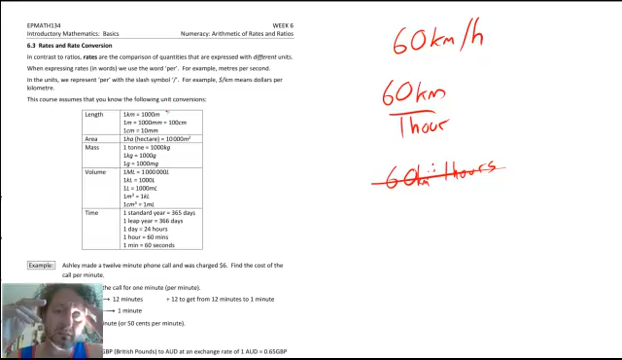 EPMATH134 WEEK 6
Introductory Mathematics: Basics Numeracy: Arithmetic of Rates and Ratios
6.3 Rates and Rate Conversion
In contrast to ratios, rates are the comparison of quantities that are expressed with different units.
When expressing rates (in words) we use the word 'per'. For example, metres per second.
In the units, we represent 'per' with the slash symbol '/'. For example, $/km means dollars per
kilometre.
This course assumes that you know the following unit conversions:
Length 1km = 1000m
1m = 1000mm = 100cm
1cm = 10mm
Area 1ha (hectare) = 10000m²
Mass 1 tonne = 1000kg
1kg = 1000g
1g = 1000mg
Volume 1ML = 1000000L
1kL = 1000L
1L = 1000mL
1m³ = 1kL
1cm³ = 1mL
Time 1 standard year = 365 days
1 leap year = 366 days
1 day = 24 hours
1 hour = 60 mins
1 min = 60 seconds
Example: Ashley made a twelve minute phone call and was charged $6. Find the cost of the
call per minute.
the call for one minute (per minute).
→ 12 minutes ÷ 12 to get from 12 minutes to 1 minute
→ 1 minute
inute (or 50 cents per minute).
GBP (British Pounds) to AUD at an exchange rate of 1 AUD = 0.65GBP
60km/h
60km
1hour
60km : 1hours